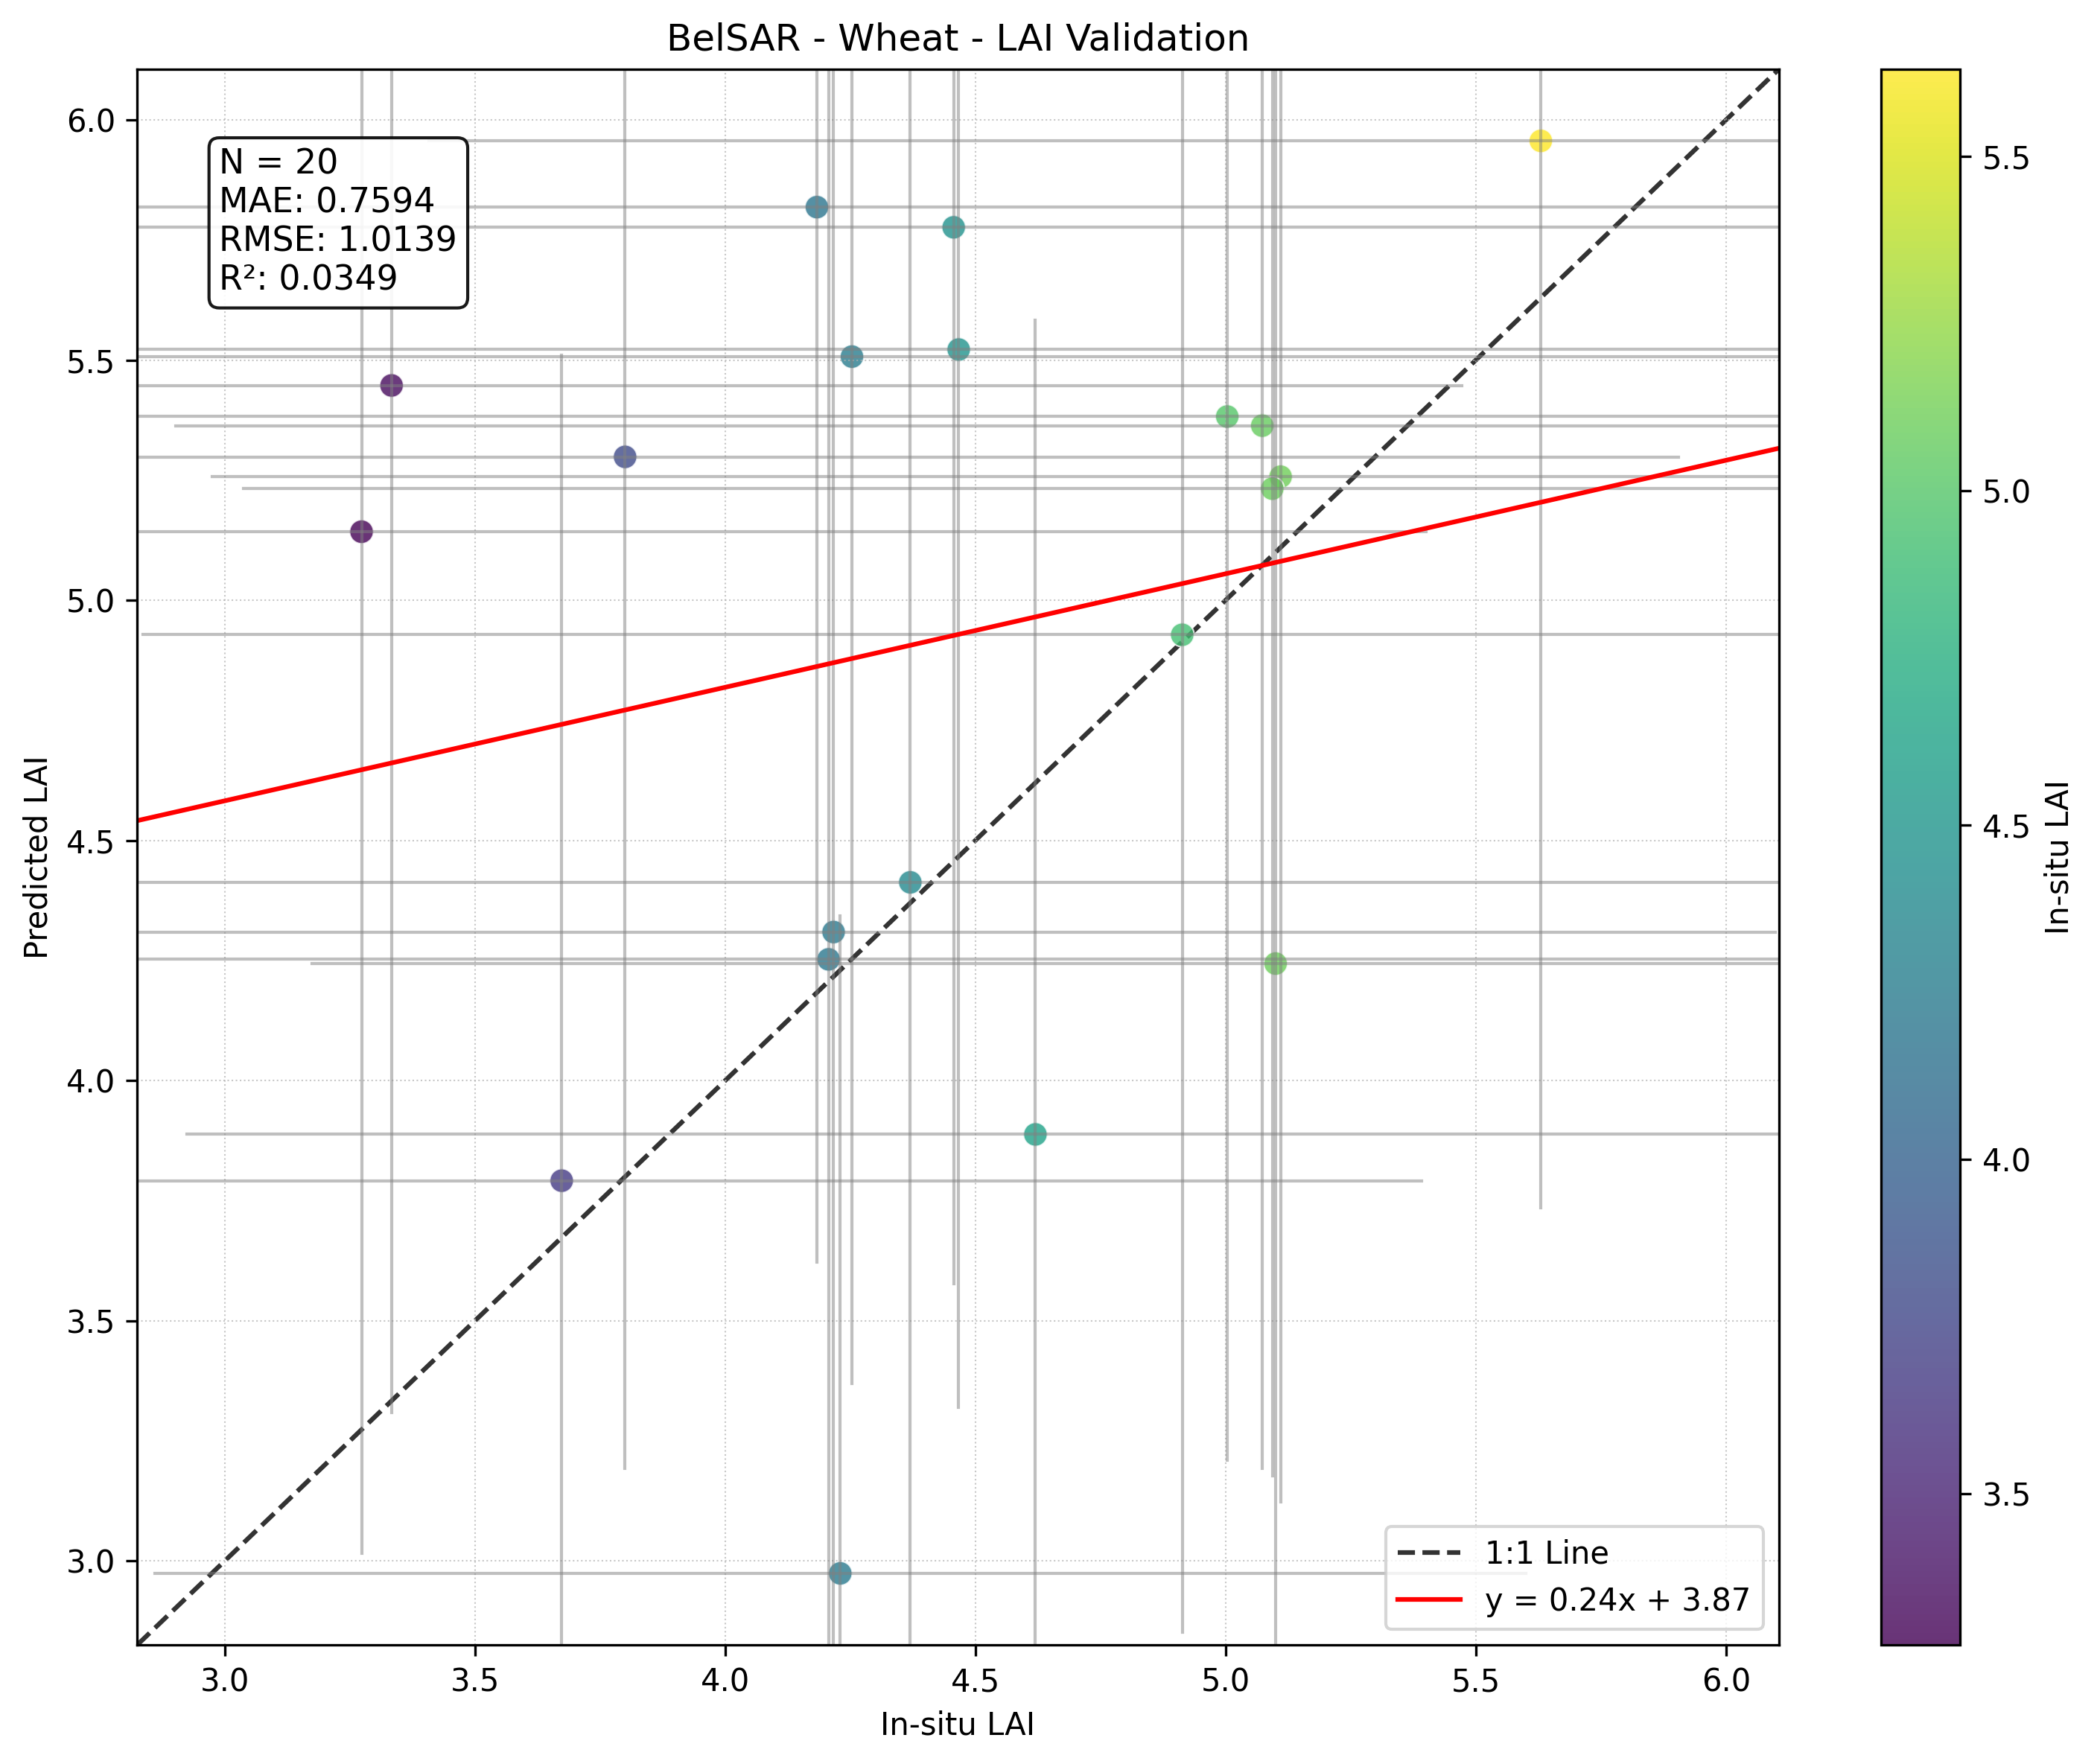 BelSAR - Wheat - LAI Validation
N = 20
MAE: 0.7594
RMSE: 1.0139
R²: 0.0349
6.0
5.5
5.0
4.5
4.0
3.5
3.0
Predicted LAI
3.0 3.5 4.0 4.5 5.0 5.5 6.0
In-situ LAI
1:1 Line
y = 0.24x + 3.87
5.5
5.0
4.5
4.0
3.5
In-situ LAI